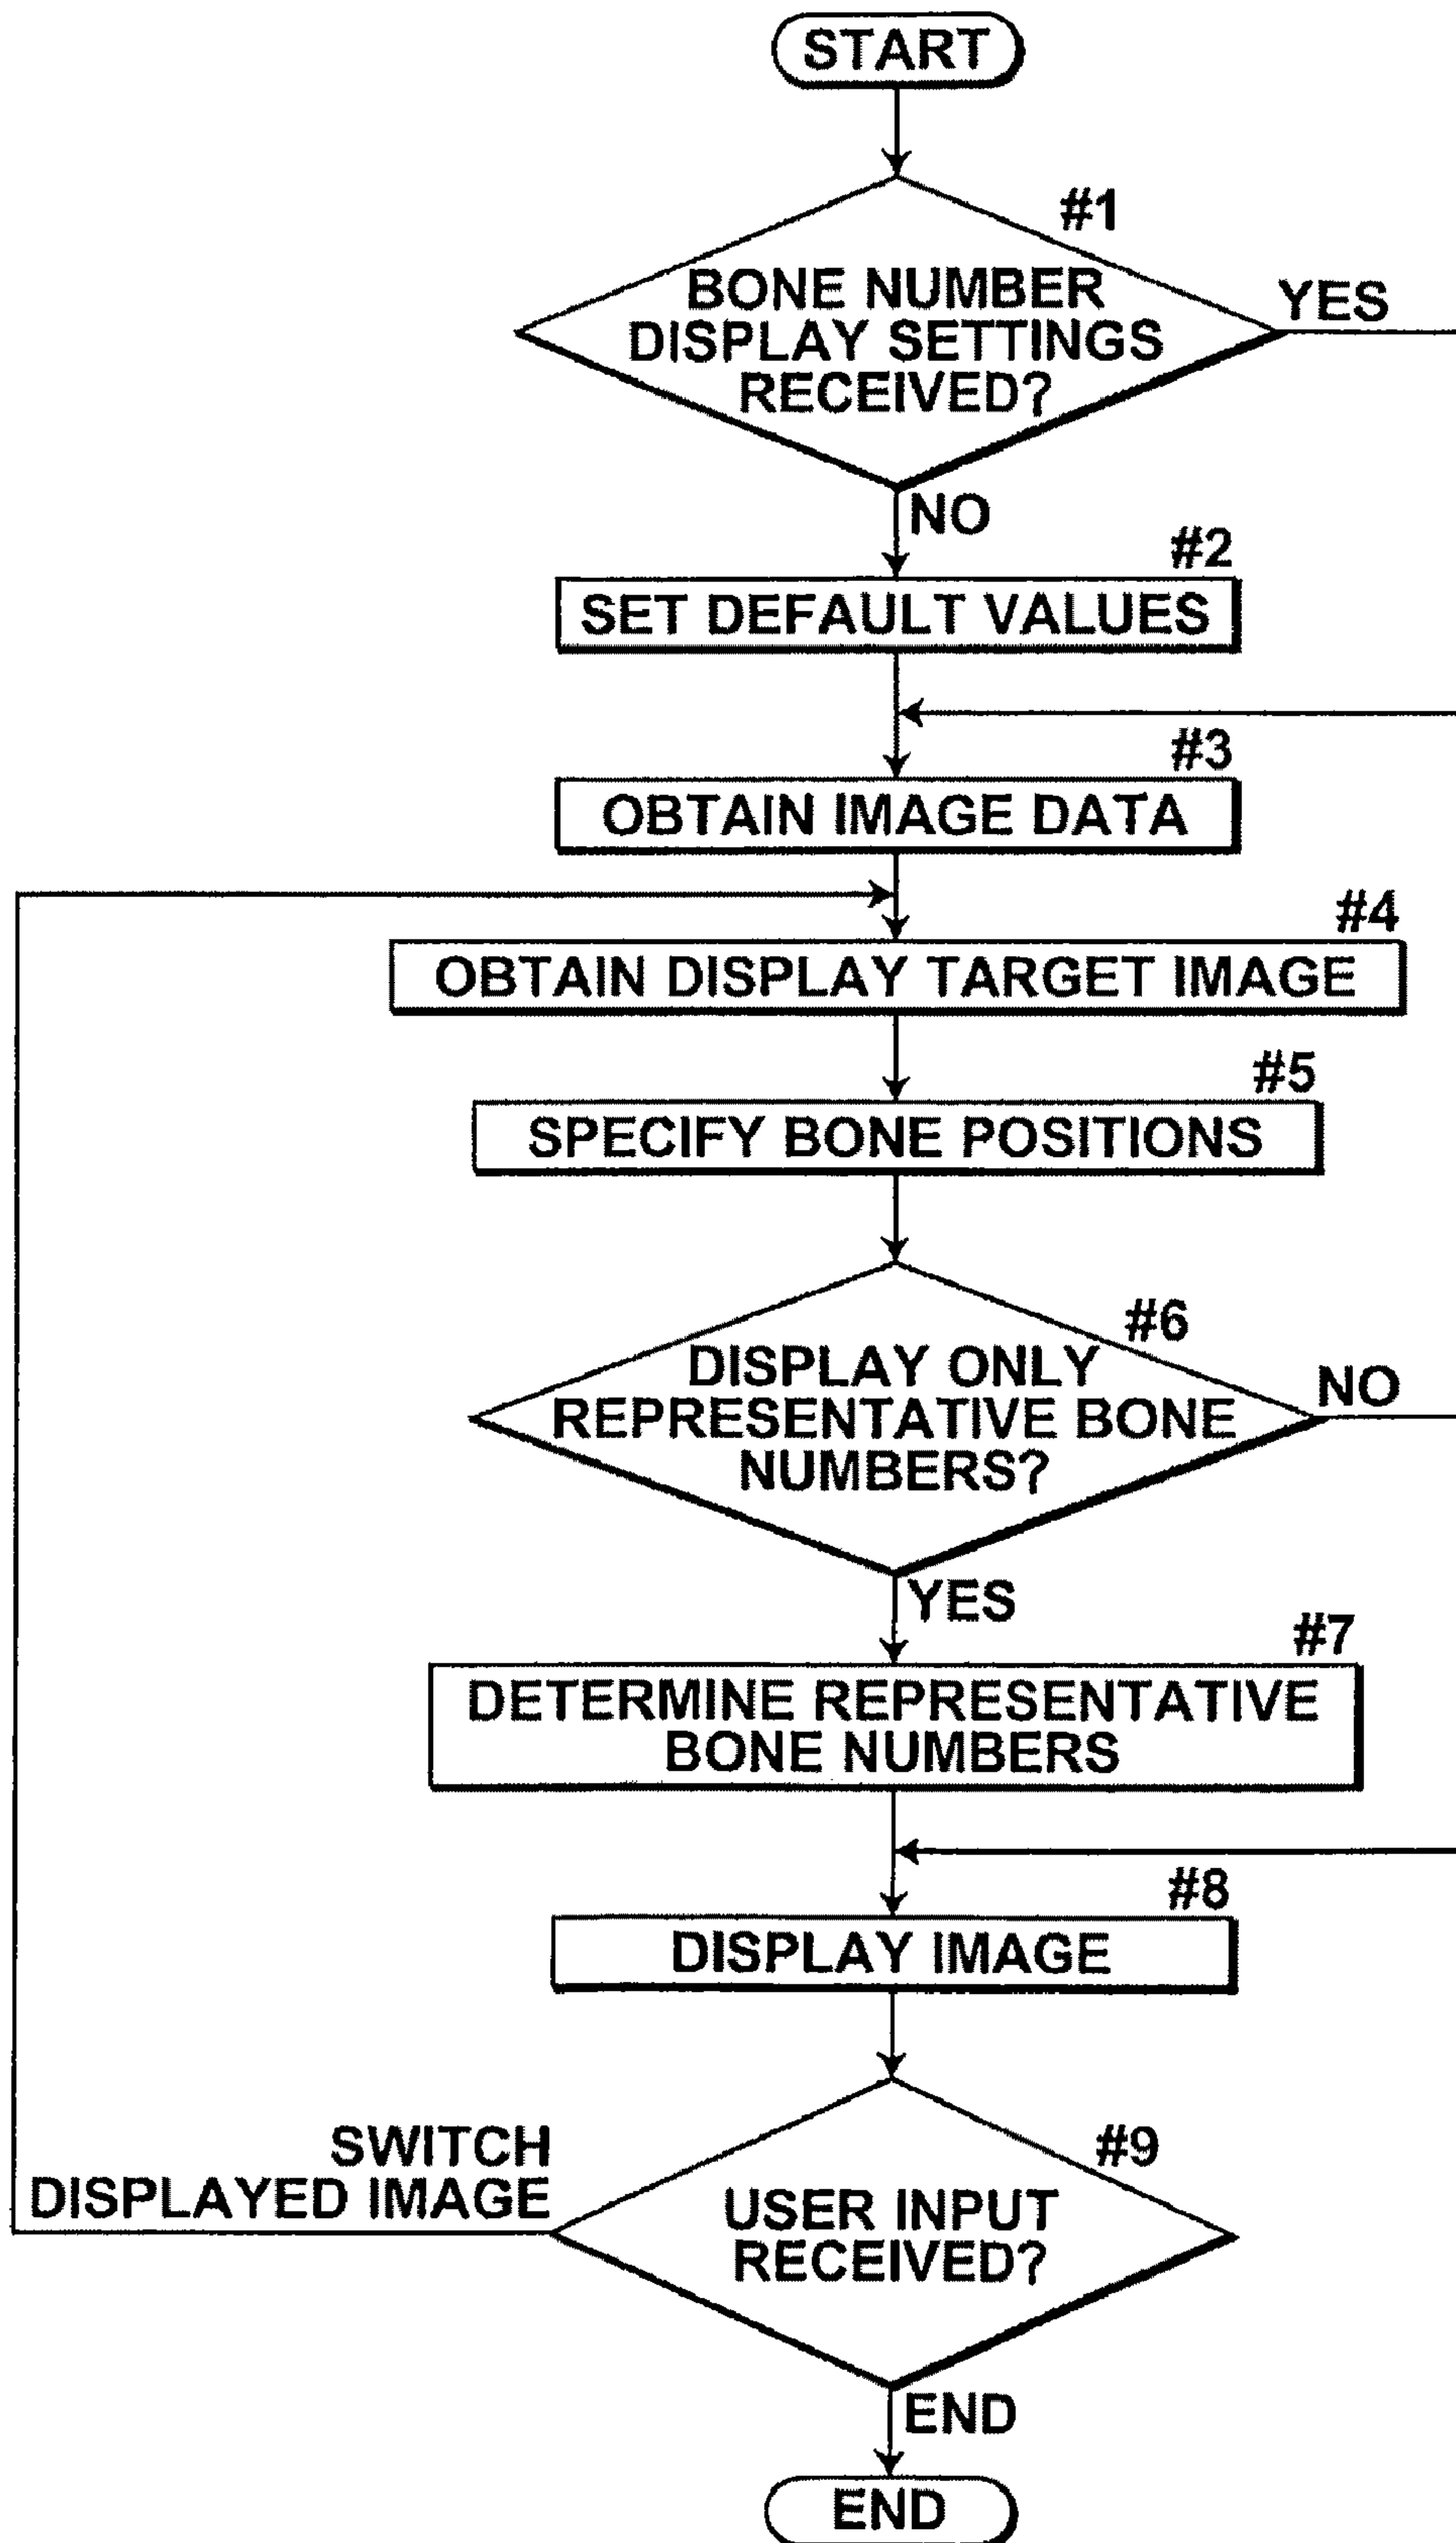 START
#1
BONE NUMBER
DISPLAY SETTINGS
RECEIVED?
YES
NO
#2
SET DEFAULT VALUES
#3
OBTAIN IMAGE DATA
#4
OBTAIN DISPLAY TARGET IMAGE
#5
SPECIFY BONE POSITIONS
#6
DISPLAY ONLY
REPRESENTATIVE BONE
NUMBERS?
NO
YES
#7
DETERMINE REPRESENTATIVE
BONE NUMBERS
#8
DISPLAY IMAGE
SWITCH
DISPLAYED IMAGE
#9
USER INPUT
RECEIVED?
END
END